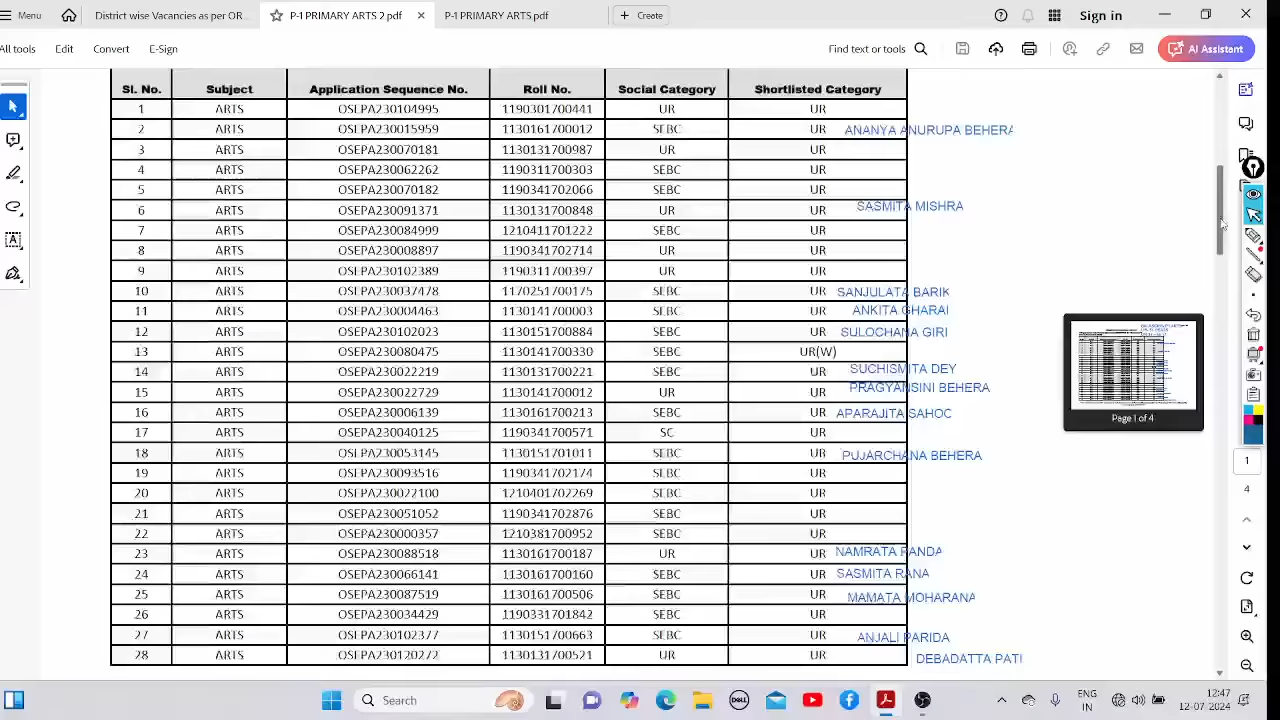 Menu District wise Vacancies as per OR... P-1 PRIMARY ARTS 2.pdf P-1 PRIMARY ARTS.pdf Create Sign in
All tools Edit Convert E-Sign Find text or tools AI Assistant
Sl. No. Subject Application Sequence No. Roll No. Social Category Shortlisted Category
1 ARTS OSEPA230104995 1190301700441 UR UR
2 ARTS OSEPA230015959 1130161700012 SEBC UR ANANYA ANURUPA BEHERA
3 ARTS OSEPA230070181 1130131700987 UR UR
4 ARTS OSEPA230062262 1190311700303 SEBC UR
5 ARTS OSEPA230070182 1190341702066 SEBC UR
6 ARTS OSEPA230091371 1130131700848 UR UR SASMITA MISHRA
7 ARTS OSEPA230084999 1210411701222 SEBC UR
8 ARTS OSEPA230008897 1190341702714 UR UR
9 ARTS OSEPA230102389 1190311700397 UR UR
10 ARTS OSEPA230037478 1170251700175 SEBC UR SANJULATA BARIK
11 ARTS OSEPA230004463 1130141700003 SEBC UR ANKITA GHARAI
12 ARTS OSEPA230102023 1130151700884 SEBC UR SULOCHANA GIRI
13 ARTS OSEPA230080475 1130141700330 SEBC UR(W)
14 ARTS OSEPA230022219 1130131700221 SEBC UR SUCHISMITA DEY
15 ARTS OSEPA230022729 1130141700012 UR UR PRAGYANSINI BEHERA
16 ARTS OSEPA230006139 1130161700213 SEBC UR APARAJITA SAHOO
17 ARTS OSEPA230040125 1190341700571 SC UR
18 ARTS OSEPA230053145 1130151701011 SEBC UR PUJARCHANA BEHERA
19 ARTS OSEPA230093516 1190341702174 SEBC UR
20 ARTS OSEPA230022100 1210401702269 SEBC UR
21 ARTS OSEPA230051052 1190341702876 SEBC UR
22 ARTS OSEPA230000357 1210381700952 SEBC UR
23 ARTS OSEPA230088518 1130161700187 UR UR NAMRATA PANDA
24 ARTS OSEPA230066141 1130161700160 SEBC UR SASMITA RANA
25 ARTS OSEPA230087519 1130161700506 SEBC UR MAMATA MOHARANA
26 ARTS OSEPA230034429 1190331701842 SEBC UR
27 ARTS OSEPA230102377 1130151700663 SEBC UR ANJALI PARIDA
28 ARTS OSEPA230120272 1130131700521 UR UR DEBADATTA PATI
Page 1 of 4
1
4
Search
DELL
ENG
IN
12:47
12-07-2024